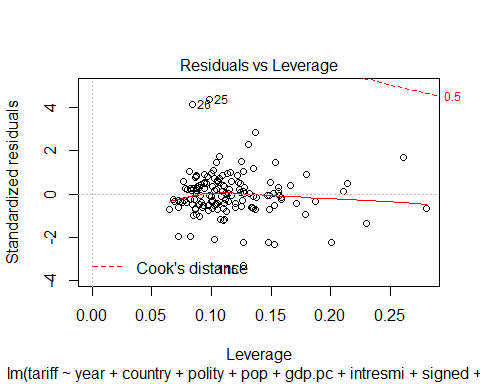 Residuals vs Leverage
Standardized residuals
4
2
0
-2
-4
26
25
0.5
Cook's distance
0.00
0.05
0.10
0.15
0.20
0.25
Leverage
lm(tariff ~ year + country + polity + pop + gdp.pc + intresmi + signed +